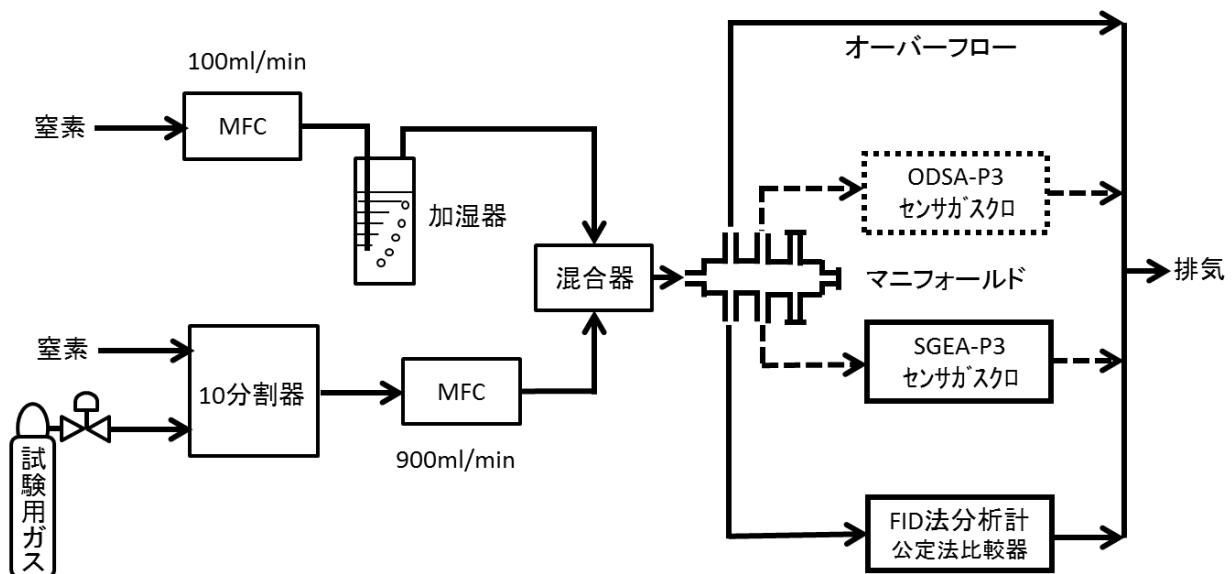 100ml/min
窒素
MFC
加湿器
窒素
10分割器
MFC
900ml/min
試験用ガス
混合器
オーバーフロー
ODSA-P3
センサガスクロ
マニフォールド
SGEA-P3
センサガスクロ
FID法分析計
公定法比較器
排気